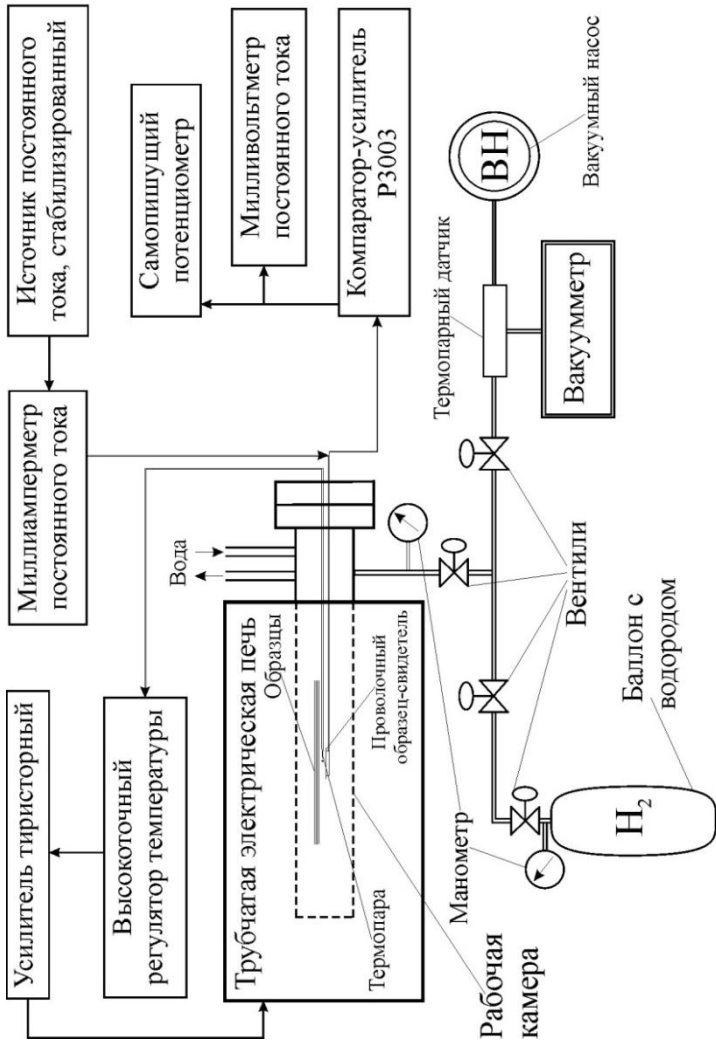 Усилитель тиристорный
Миллиамперметр
постоянного тока
Источник постоянного
тока, стабилизированный
Высокоточный
регулятор температуры
Самопишущий
потенциометр
Милливольтметр
постоянного тока
Компаратор-усилитель
Р3003
Трубчатая электрическая печь
Образцы
Вода
Проволочный
образец-свидетель
Термопара
Рабочая
камера
Манометр
Вентили
Термопарный датчик
Вакуумметр
ВН
Вакуумный насос
H2
Баллон с
водородом